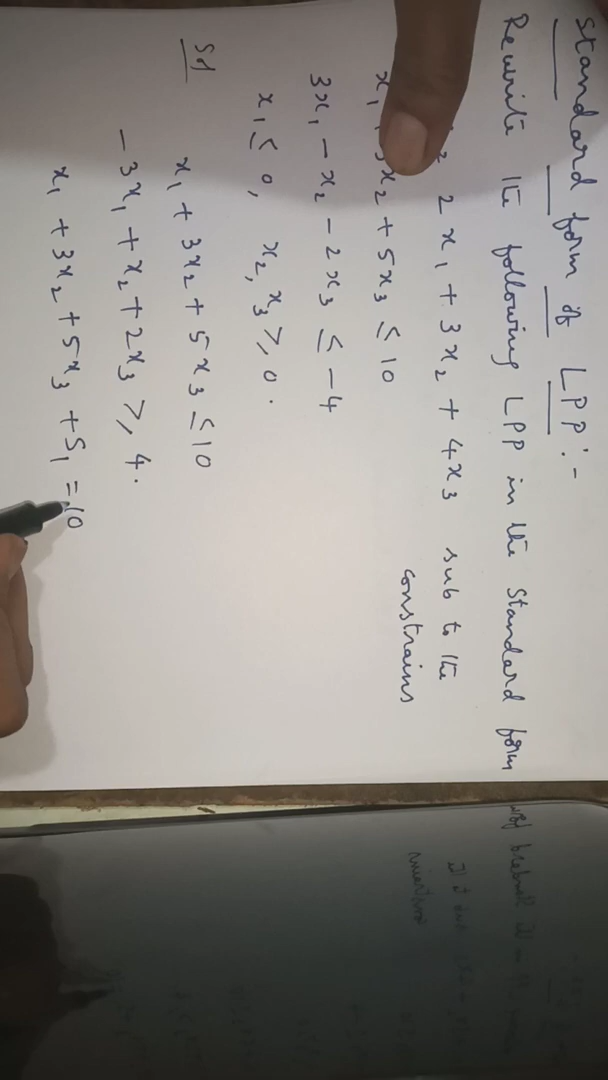 Standard form of LPP:-
Rewrite the following LPP in the Standard form
2x₁ + 3x₂ + 4x₃ sub to the
constrains
x₁ 3x₂ + 5x₃ ≤ 10
3x₁ - x₂ - 2x₃ ≤ -4
x₁ ≤ 0, x₂, x₃ ≥ 0.
Sol
x₁ + 3x₂ + 5x₃ ≤ 10
-3x₁ + x₂ + 2x₃ ≥ 4.
x₁ + 3x₂ + 5x₃ + S₁ = 10